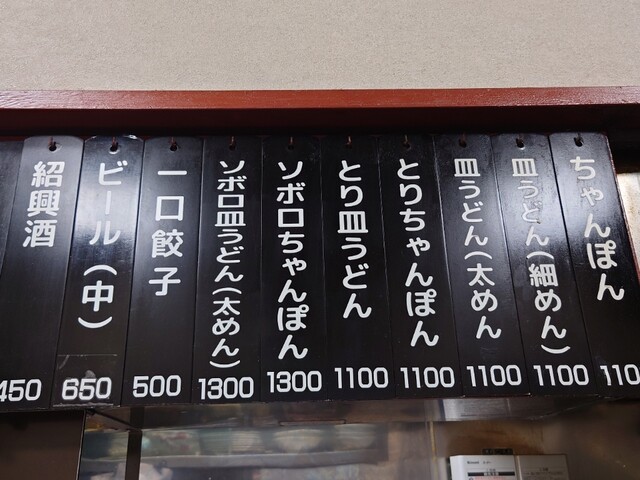 ちゃんぽん
110
皿うどん(細めん)
1100
皿うどん(太めん)
1100
とりちゃんぽん
1100
とり皿うどん
1100
ソボロちゃんぽん
1300
ソボロ皿うどん(太めん)
1300
一口餃子
500
ビール(中)
650
紹興酒
450